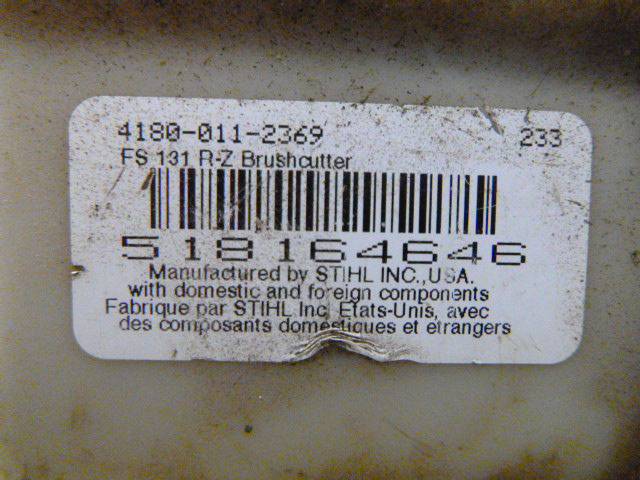 4180-011-2369 233
FS 131 R-Z Brushcutter
518164646
Manufactured by STIHL INC., USA.
with domestic and foreign components
Fabrique par STIHL Inc, Etats-Unis, avec
des composants domestiques et etrangers